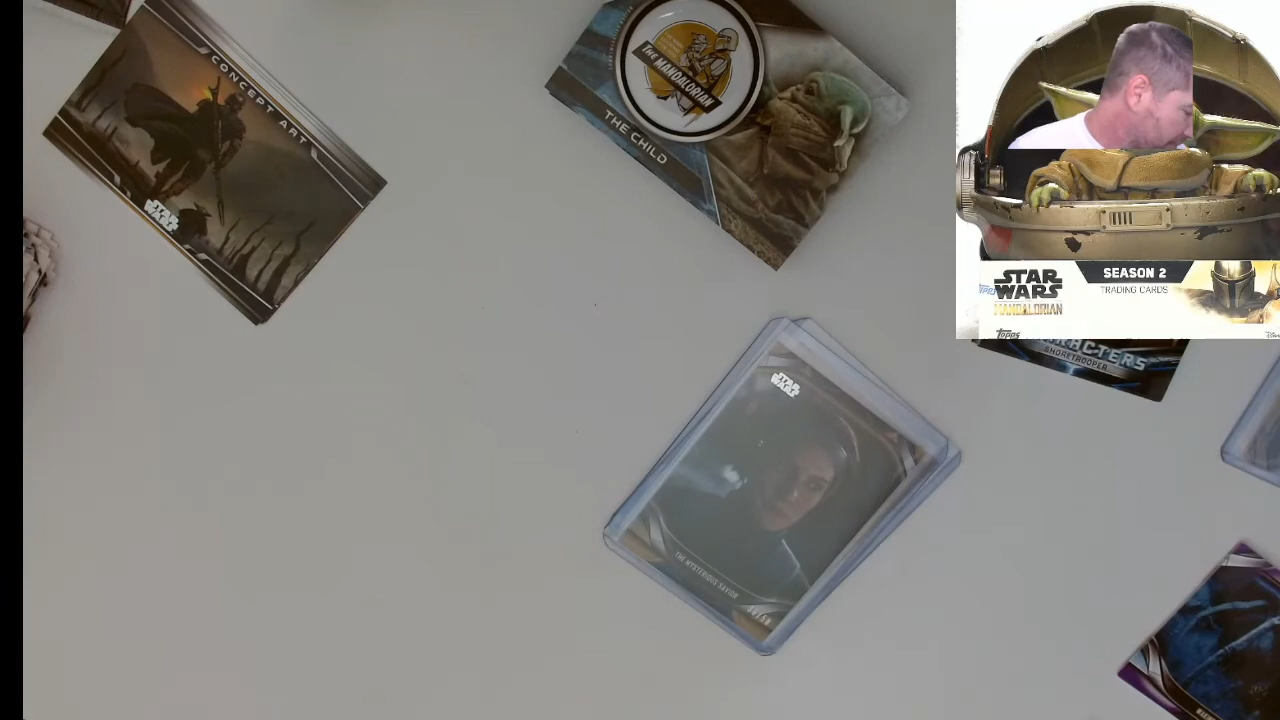 CONCEPT ART
STAR
WARS
THE MANDALORIAN
THE CHILD
STAR
WARS
THE MYSTERIOUS SAVIOR
SEASON 2
TRADING CARDS
topps
STAR
WARS
MANDALORIAN
topps
SHORETROOPER